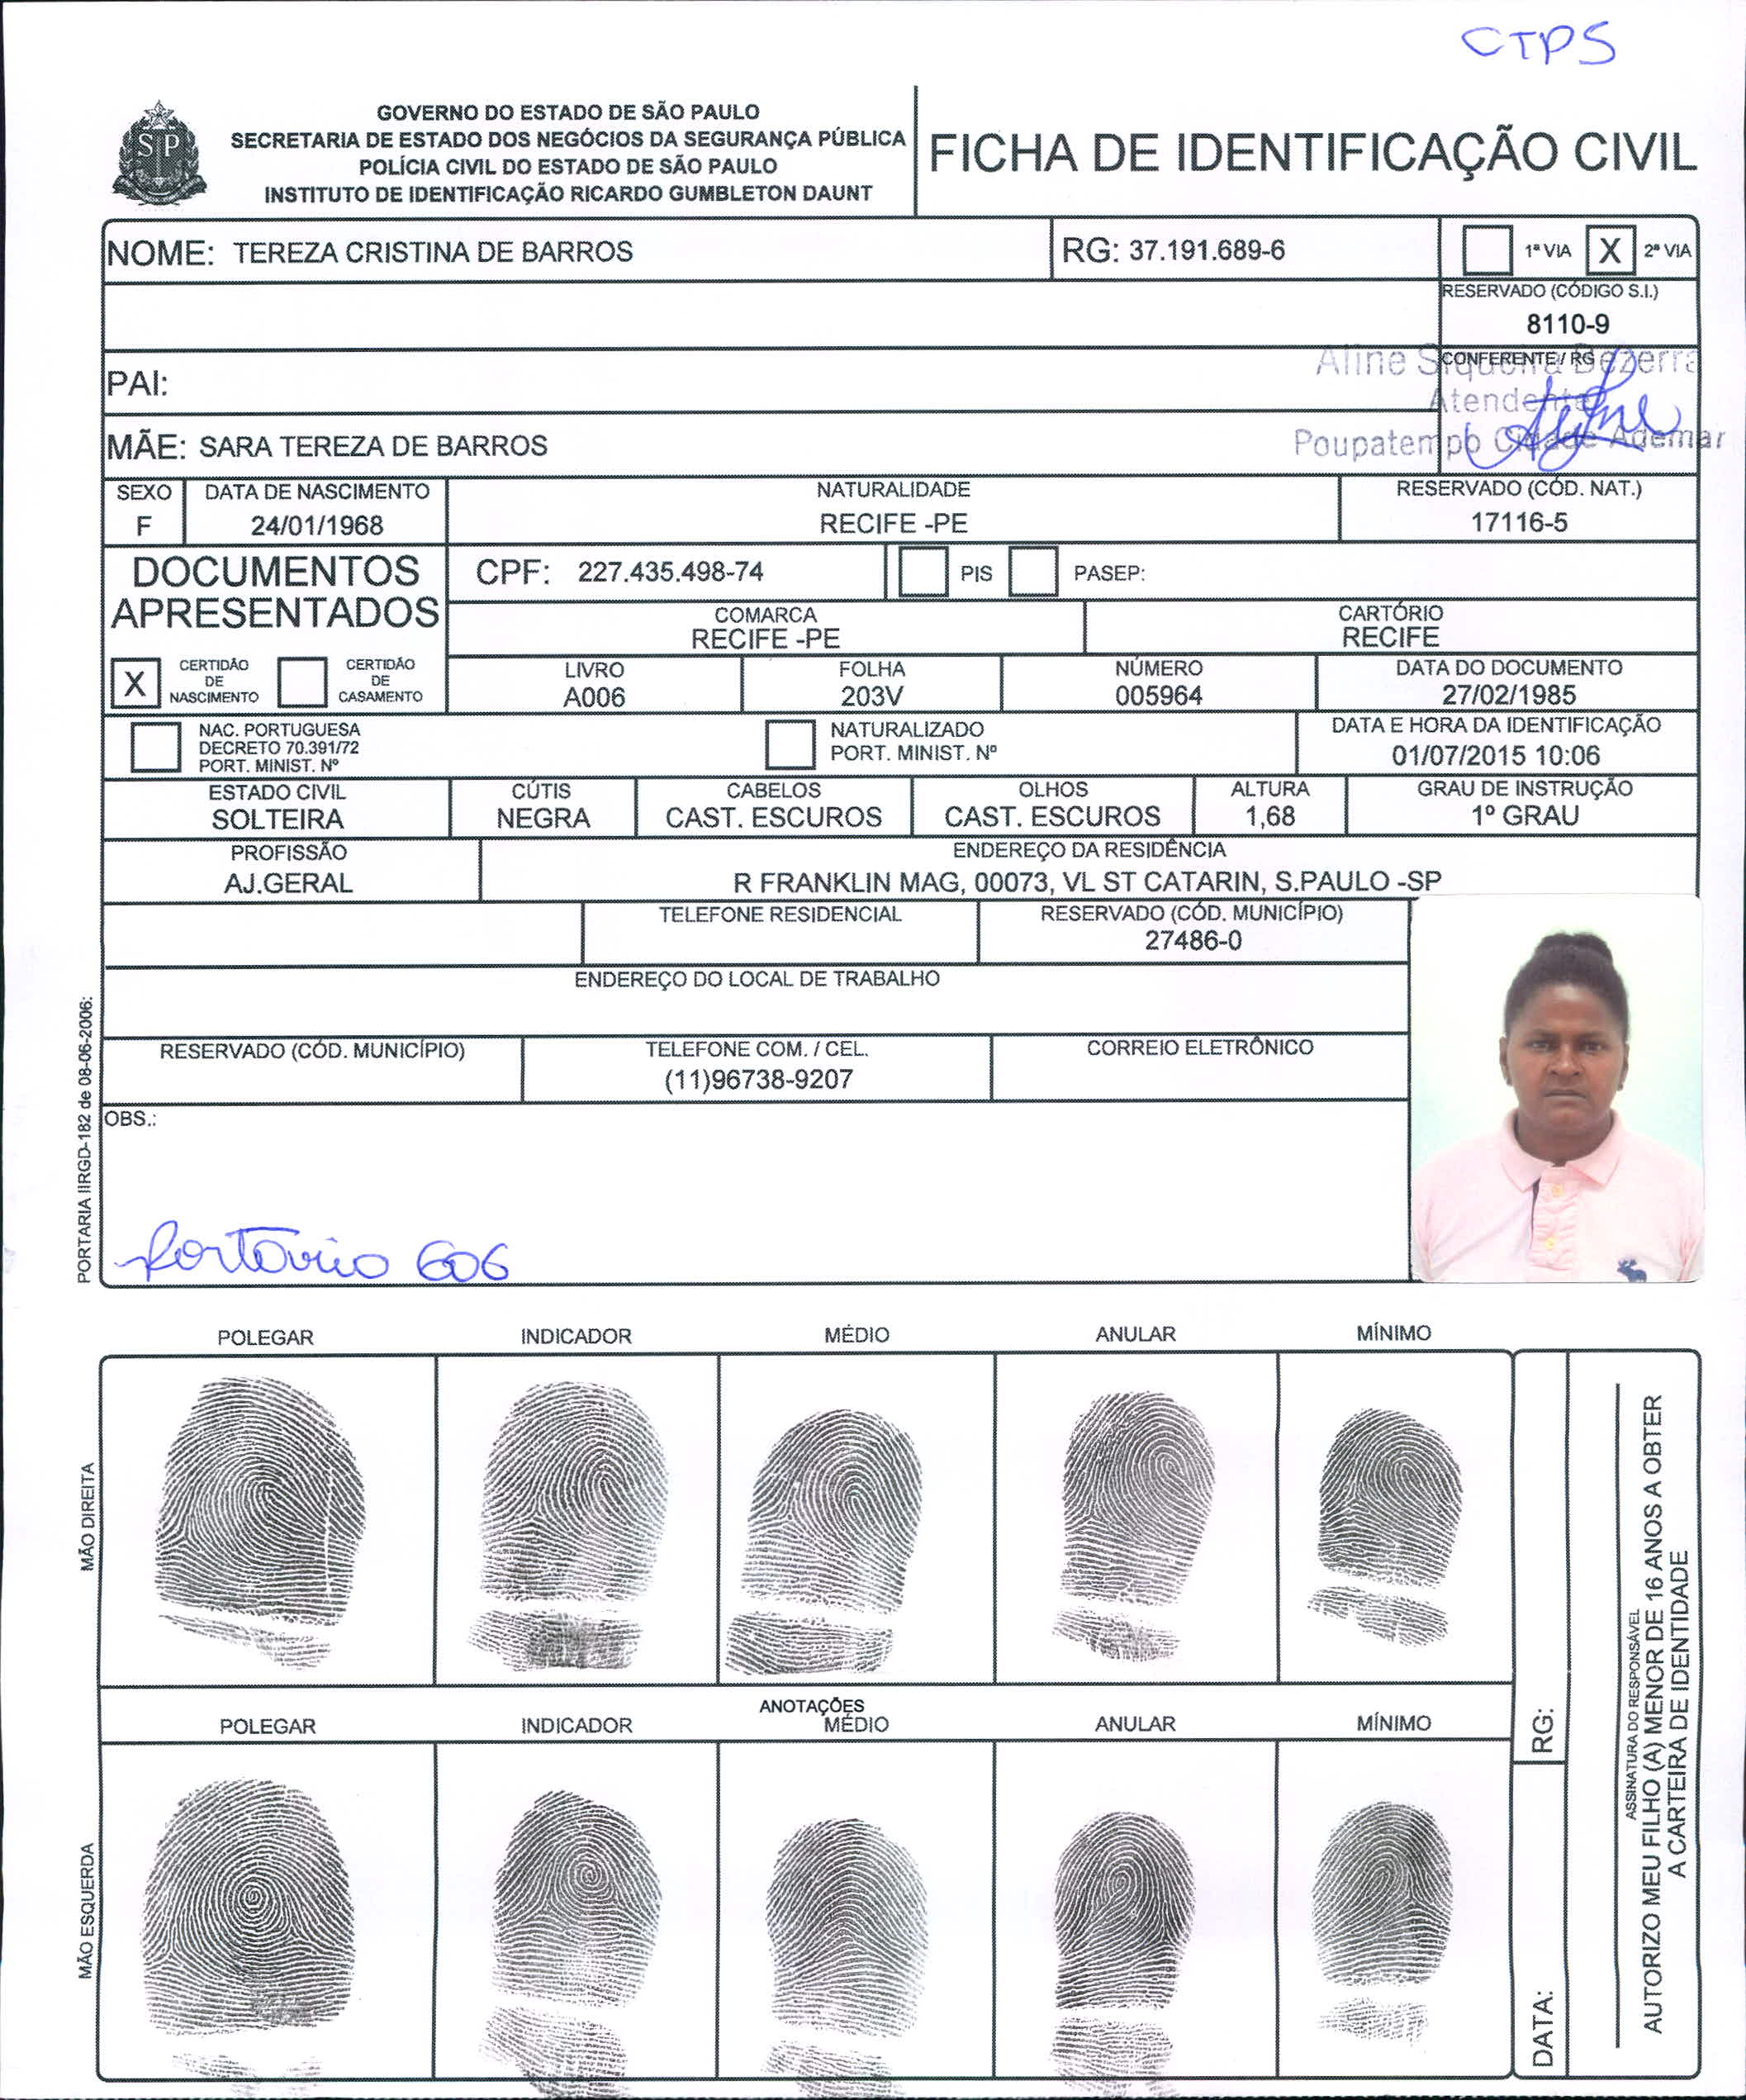 CTPS
GOVERNO DO ESTADO DE SÃO PAULO
SECRETARIA DE ESTADO DOS NEGÓCIOS DA SEGURANÇA PÚBLICA
POLÍCIA CIVIL DO ESTADO DE SÃO PAULO
INSTITUTO DE IDENTIFICAÇÃO RICARDO GUMBLETON DAUNT
FICHA DE IDENTIFICAÇÃO CIVIL
NOME: TEREZA CRISTINA DE BARROS
RG: 37.191.689-6
1ª VIA X 2ª VIA
RESERVADO (CÓDIGO S.I.)
8110-9
PAI:
CONFERENTE/ RG
Aline Siqueira Bezerra
Atendente
Poupatempo Cidade Ademar
MÃE: SARA TEREZA DE BARROS
SEXO
F
DATA DE NASCIMENTO
24/01/1968
NATURALIDADE
RECIFE -PE
RESERVADO (CÓD. NAT.)
17116-5
DOCUMENTOS
APRESENTADOS
CPF: 227.435.498-74
PIS
PASEP:
COMARCA
RECIFE -PE
CARTÓRIO
RECIFE
X
CERTIDÃO
DE
NASCIMENTO
CERTIDÃO
DE
CASAMENTO
LIVRO
A006
FOLHA
203V
NÚMERO
005964
DATA DO DOCUMENTO
27/02/1985
NAC. PORTUGUESA
DECRETO 70.391/72
PORT. MINIST. Nº
NATURALIZADO
PORT. MINIST. Nº
DATA E HORA DA IDENTIFICAÇÃO
01/07/2015 10:06
ESTADO CIVIL
SOLTEIRA
CÚTIS
NEGRA
CABELOS
CAST. ESCUROS
OLHOS
CAST. ESCUROS
ALTURA
1,68
GRAU DE INSTRUÇÃO
1º GRAU
PROFISSÃO
AJ.GERAL
ENDEREÇO DA RESIDÊNCIA
R FRANKLIN MAG, 00073, VL ST CATARIN, S.PAULO -SP
TELEFONE RESIDENCIAL
RESERVADO (CÓD. MUNICÍPIO)
27486-0
ENDEREÇO DO LOCAL DE TRABALHO
RESERVADO (CÓD. MUNICÍPIO)
TELEFONE COM. / CEL.
(11)96738-9207
CORREIO ELETRÔNICO
OBS.:
606
PORTARIA IIRGD-182 de 08-06-2006:
POLEGAR
INDICADOR
MÉDIO
ANULAR
MÍNIMO
MÃO DIREITA
ANOTAÇÕES
POLEGAR
INDICADOR
MÉDIO
ANULAR
MÍNIMO
MÃO ESQUERDA
RG:
DATA:
ASSINATURA DO RESPONSÁVEL
AUTORIZO MEU FILHO (A) MENOR DE 16 ANOS A OBTER
A CARTEIRA DE IDENTIDADE